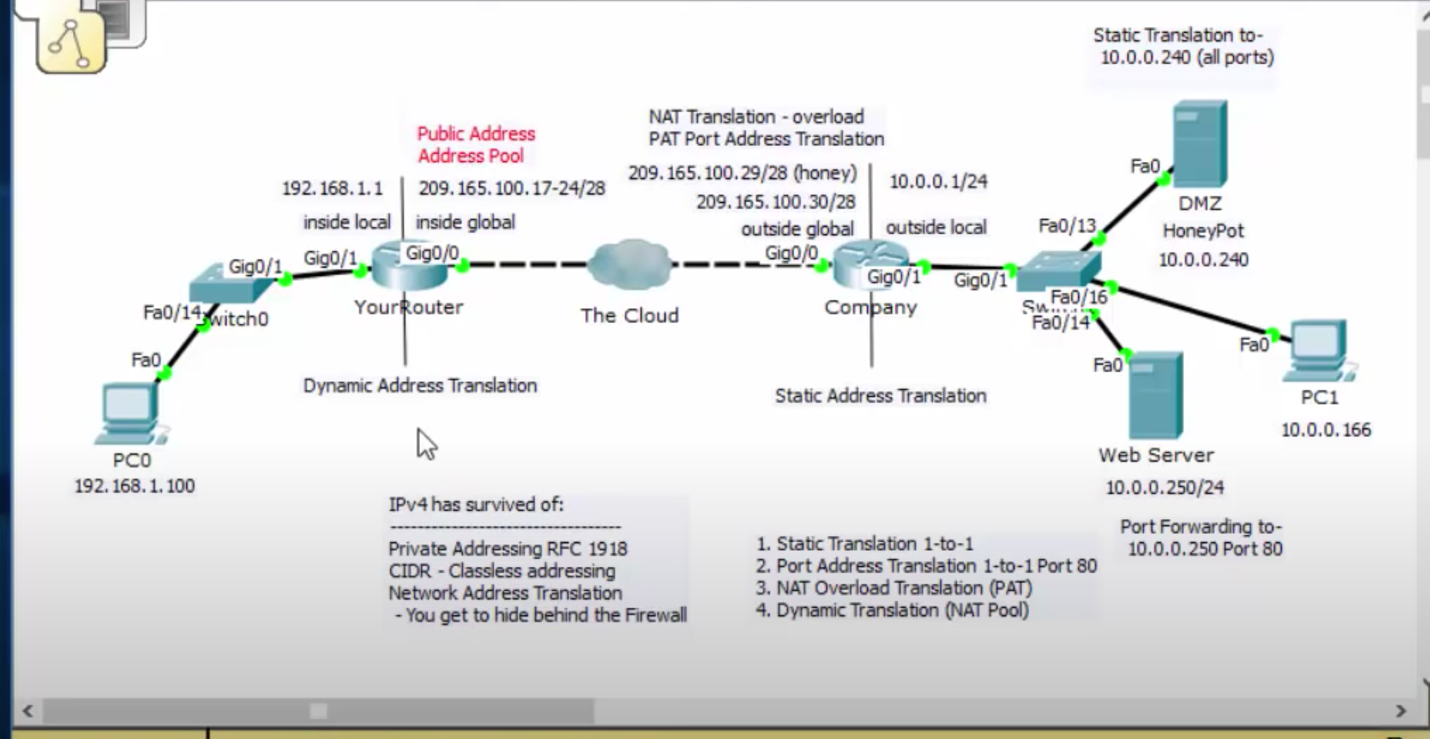 Static Translation to-
10.0.0.240 (all ports)
NAT Translation - overload
PAT Port Address Translation
Public Address
Address Pool
209.165.100.29/28 (honey)
209.165.100.30/28
outside global
10.0.0.1/24
outside local
192.168.1.1
inside local
209.165.100.17-24/28
inside global
Fa0
DMZ
HoneyPot
10.0.0.240
Fa0/13
Gig0/1
Gig0/1
Gig0/0
YourRouter
The Cloud
Gig0/0
Gig0/1
Company
Gig0/1
Fa0/16
Fa0/14
Fa0/14
witch0
Fa0
PC0
192.168.1.100
Dynamic Address Translation
Static Address Translation
Fa0
PC1
10.0.0.166
Fa0
Web Server
10.0.0.250/24
Port Forwarding to-
10.0.0.250 Port 80
IPv4 has survived of:
----------------------------------
Private Addressing RFC 1918
CIDR - Classless addressing
Network Address Translation
- You get to hide behind the Firewall
1. Static Translation 1-to-1
2. Port Address Translation 1-to-1 Port 80
3. NAT Overload Translation (PAT)
4. Dynamic Translation (NAT Pool)